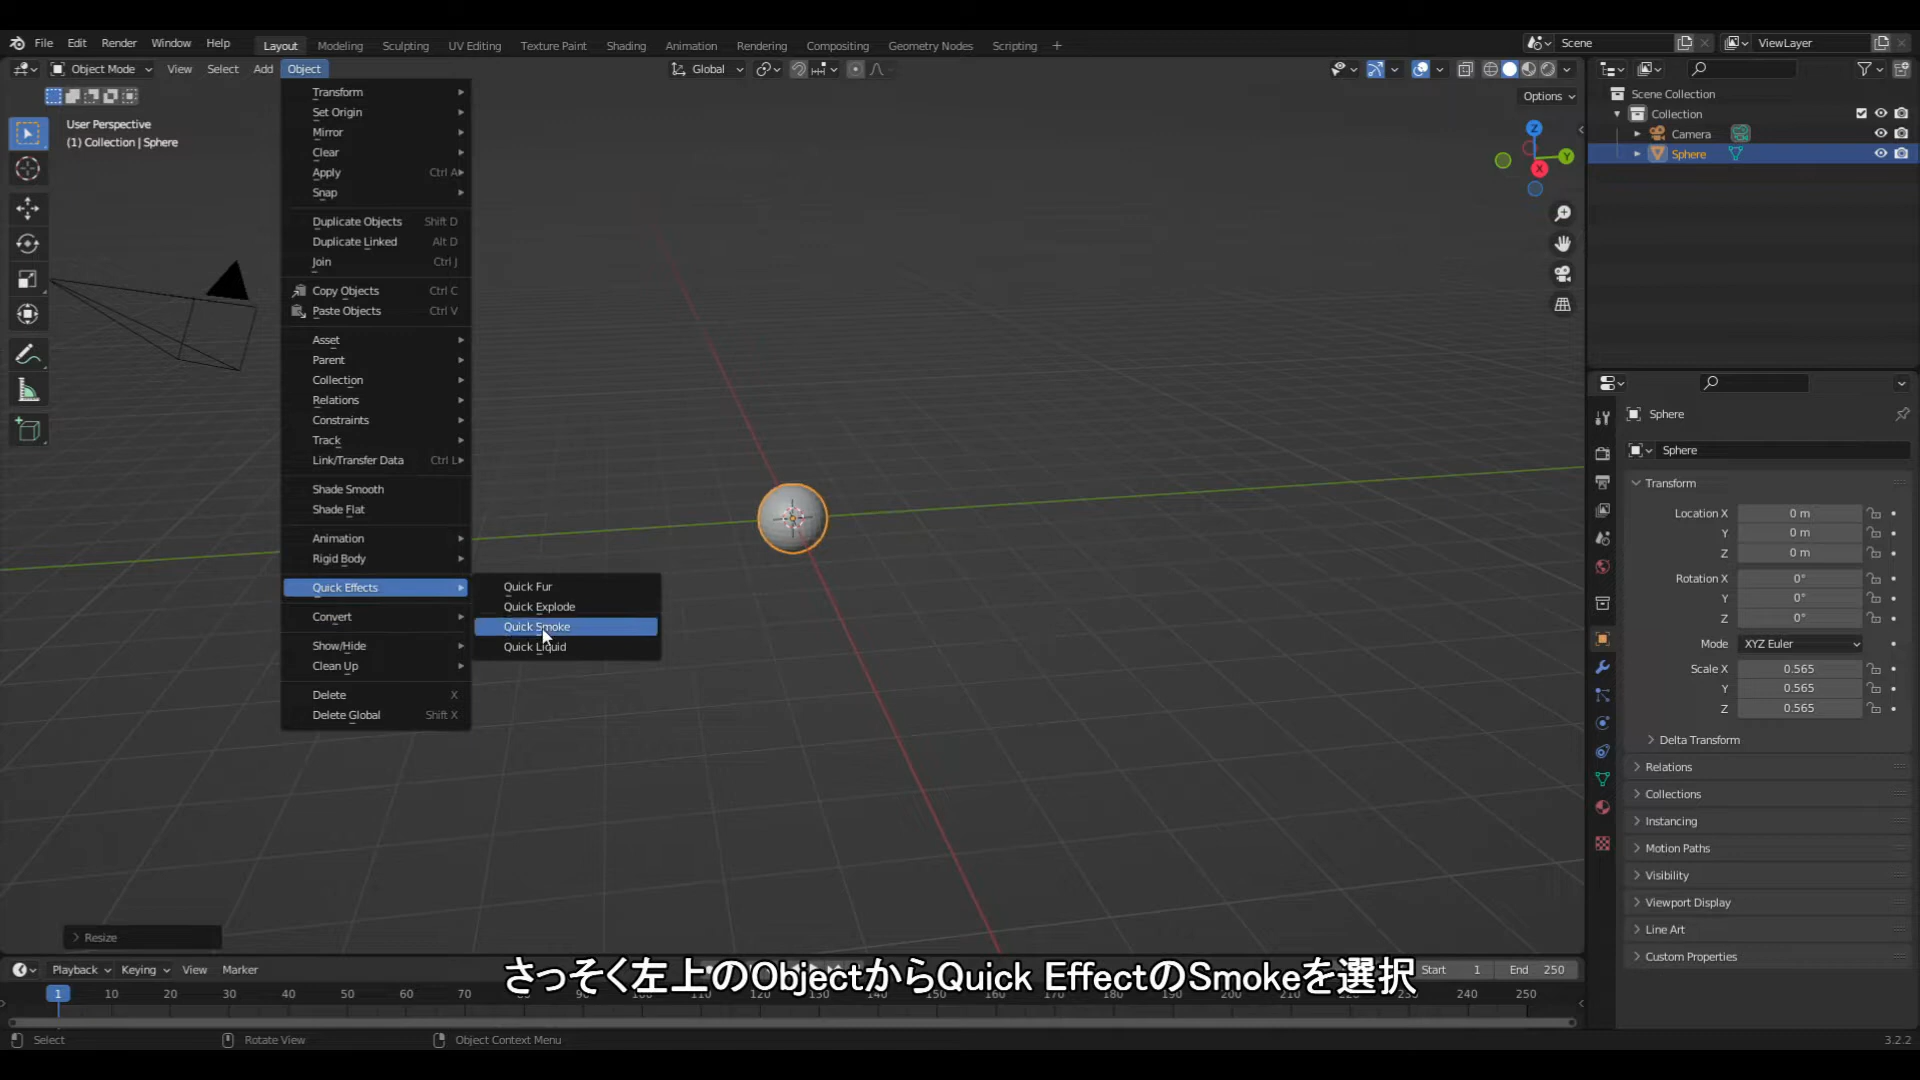 File Edit Render Window Help Layout Modeling Sculpting UV Editing Texture Paint Shading Animation Rendering Compositing Geometry Nodes Scripting + Scene ViewLayer
Object Mode View Select Add Object Global
Options
User Perspective
(1) Collection | Sphere
Transform
Set Origin
Mirror
Clear
Apply Ctrl A
Snap
Duplicate Objects Shift D
Duplicate Linked Alt D
Join Ctrl J
Copy Objects Ctrl C
Paste Objects Ctrl V
Asset
Parent
Collection
Relations
Constraints
Track
Link/Transfer Data Ctrl L
Shade Smooth
Shade Flat
Animation
Rigid Body
Quick Effects
Convert
Show/Hide
Clean Up
Delete X
Delete Global Shift X
Quick Fur
Quick Explode
Quick Smoke
Quick Liquid
Z
Y
X
Scene Collection
Collection
Camera
Sphere
Sphere
Sphere
Transform
Location X 0 m
Y 0 m
Z 0 m
Rotation X 0°
Y 0°
Z 0°
Mode XYZ Euler
Scale X 0.565
Y 0.565
Z 0.565
Delta Transform
Relations
Collections
Instancing
Motion Paths
Visibility
Viewport Display
Line Art
Custom Properties
Resize
Playback Keying View Marker Start 1 End 250
さっそく左上のObjectからQuick EffectのSmokeを選択
1 10 20 30 40 50 60 70 240 250
Select Rotate View Object Context Menu 3.2.2